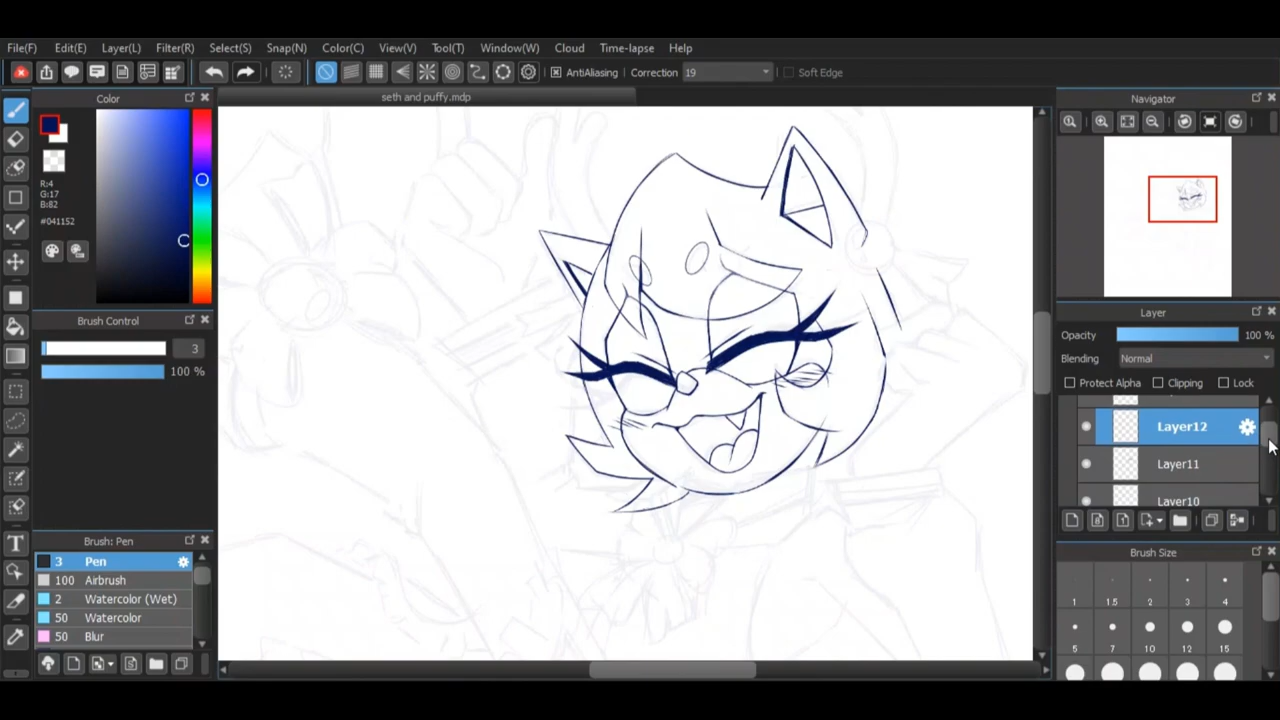 File(F) Edit(E) Layer(L) Filter(R) Select(S) Snap(N) Color(C) View(V) Tool(T) Window(W) Cloud Time-lapse Help
AntiAliasing Correction 19 Soft Edge
Color
seth and puffy.mdp
Navigator
R:4
G:17
B:82
#041152
Brush Control
3
100 %
Layer
Opacity 100 %
Blending Normal
Protect Alpha Clipping Lock
Layer12
Layer11
Layer10
Brush: Pen
3 Pen
100 Airbrush
2 Watercolor (Wet)
50 Watercolor
50 Blur
Brush Size
1 1.5 2 3 4
5 7 10 12 15